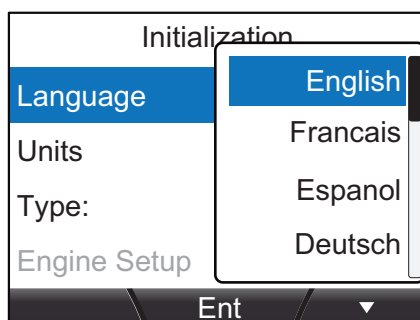 Initialization
Language
English
Units
Francais
Type:
Espanol
Engine Setup
Deutsch
Ent